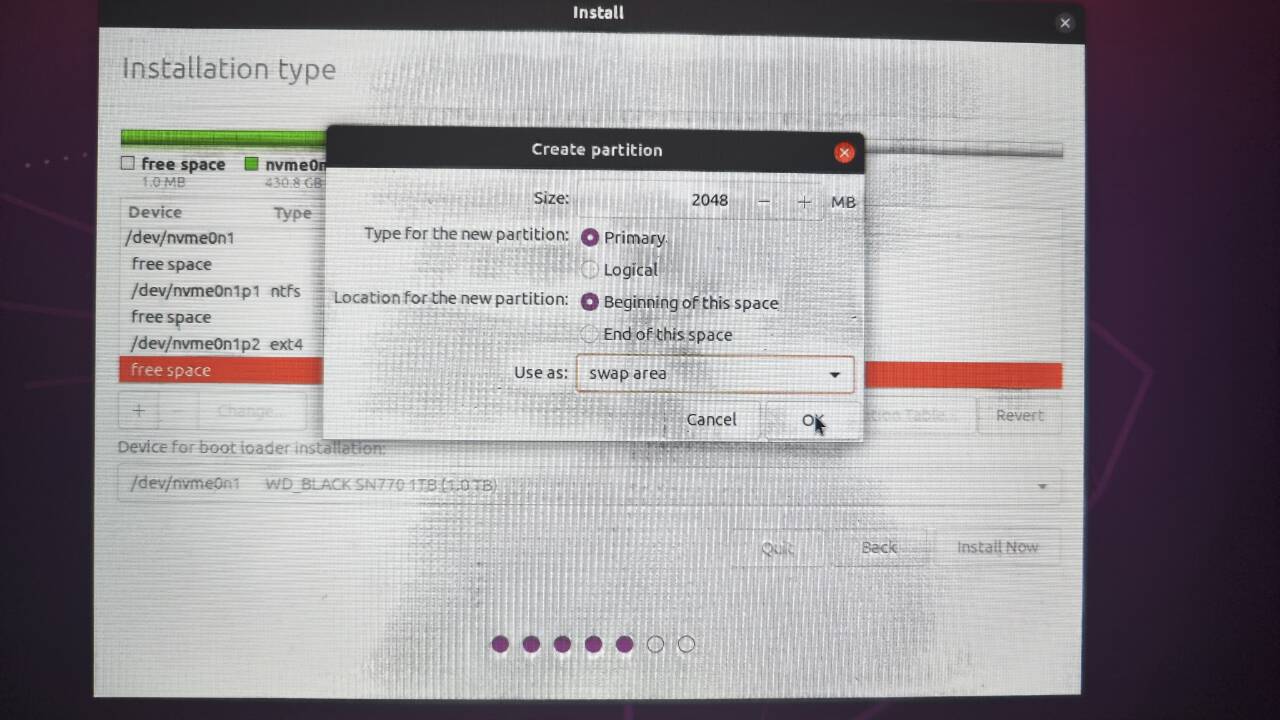 Install
Installation type
Create partition
free space nvme0n
1.0 MB 430.8 GB
Size: 2048 − + MB
Device Type
Type for the new partition: Primary
/dev/nvme0n1
free space
Logical
/dev/nvme0n1p1 ntfs
Location for the new partition: Beginning of this space
free space
End of this space
/dev/nvme0n1p2 ext4
free space
Use as: swap area
+ Change...
Cancel OK
Table... Revert
Device for boot loader installation:
/dev/nvme0n1 WD_BLACK SN770 1TB (1.0 TB)
Quit Back Install Now